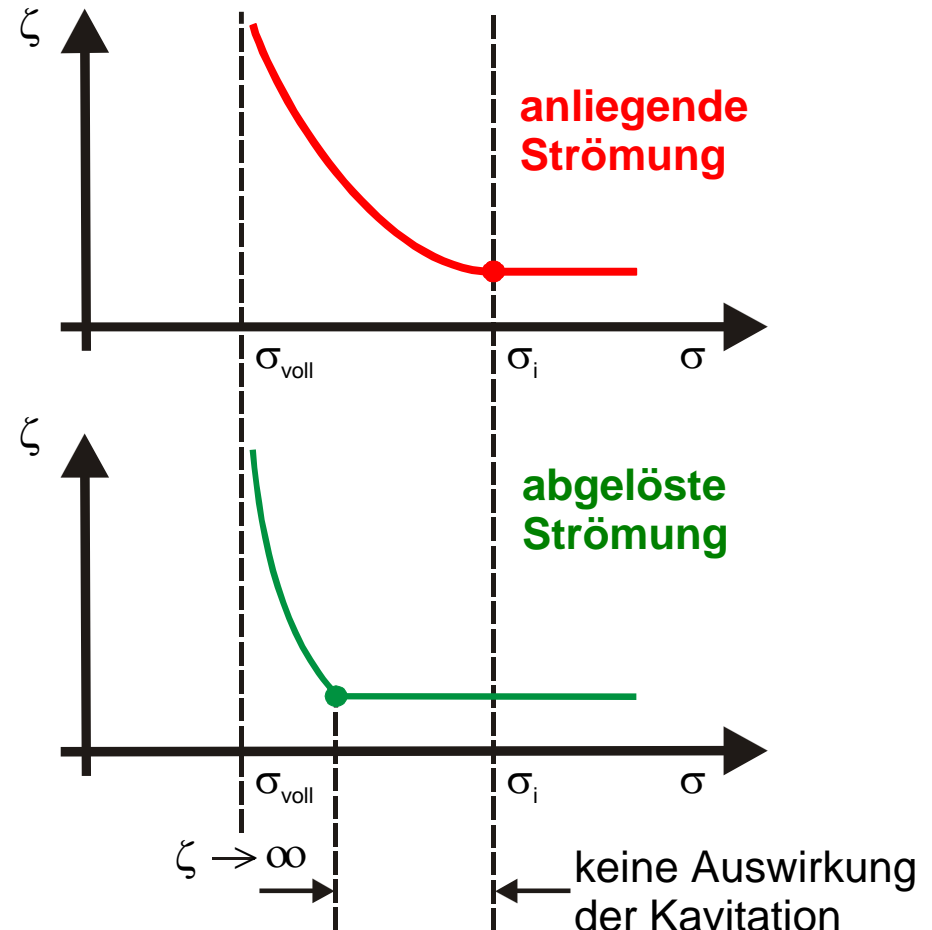 ζ
anliegende
Strömung
σvoll
σi
σ
ζ
abgelöste
Strömung
σvoll
σi
σ
ζ → ∞
keine Auswirkung
der Kavitation